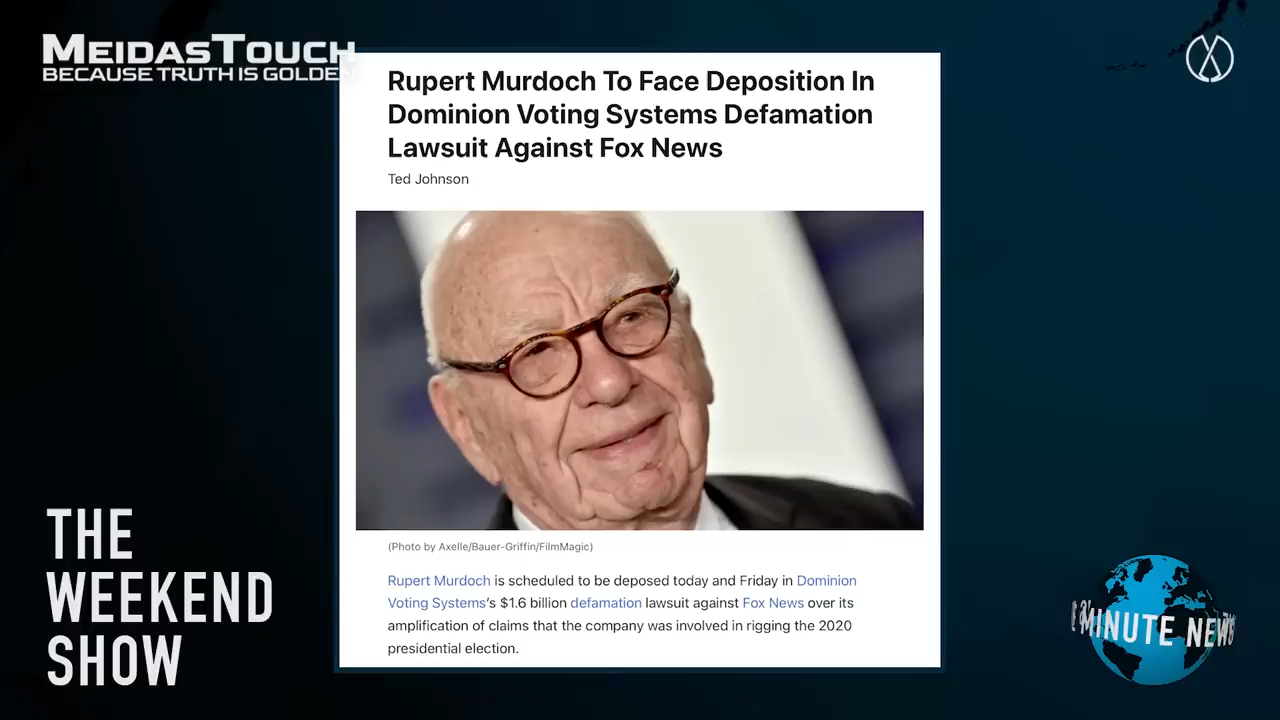 MEIDASTOUCH
BECAUSE TRUTH IS GOLDEN
Rupert Murdoch To Face Deposition In
Dominion Voting Systems Defamation
Lawsuit Against Fox News
Ted Johnson
(Photo by Axelle/Bauer-Griffin/FilmMagic)
Rupert Murdoch is scheduled to be deposed today and Friday in Dominion
Voting Systems's $1.6 billion defamation lawsuit against Fox News over its
amplification of claims that the company was involved in rigging the 2020
presidential election.
THE
WEEKEND
SHOW
MINUTE NEWS